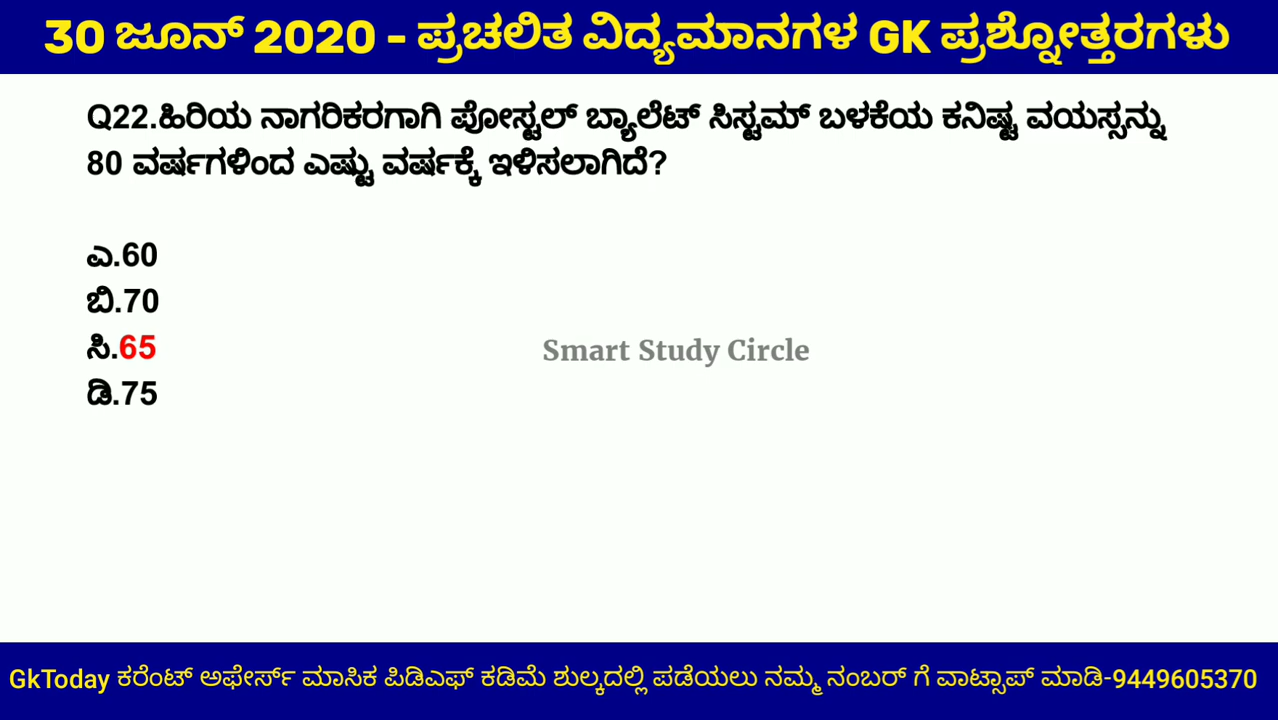 30 ಜೂನ್ 2020 - ಪ್ರಚಲಿತ ವಿದ್ಯಮಾನಗಳ GK ಪ್ರಶ್ನೋತ್ತರಗಳು
Q22.ಹಿರಿಯ ನಾಗರಿಕರಗಾಗಿ ಪೋಸ್ಟಲ್ ಬ್ಯಾಲೆಟ್ ಸಿಸ್ಟಮ್ ಬಳಕೆಯ ಕನಿಷ್ಟ ವಯಸ್ಸನ್ನು
80 ವರ್ಷಗಳಿಂದ ಎಷ್ಟು ವರ್ಷಕ್ಕೆ ಇಳಿಸಲಾಗಿದೆ?
ಎ.60
ಬಿ.70
ಸಿ.65
Smart Study Circle
ಡಿ.75
GkToday ಕರೆಂಟ್ ಅಫೇರ್ಸ್ ಮಾಸಿಕ ಪಿಡಿಎಫ್ ಕಡಿಮೆ ಶುಲ್ಕದಲ್ಲಿ ಪಡೆಯಲು ನಮ್ಮ ನಂಬರ್ ಗೆ ವಾಟ್ಸಾಪ್ ಮಾಡಿ-9449605370